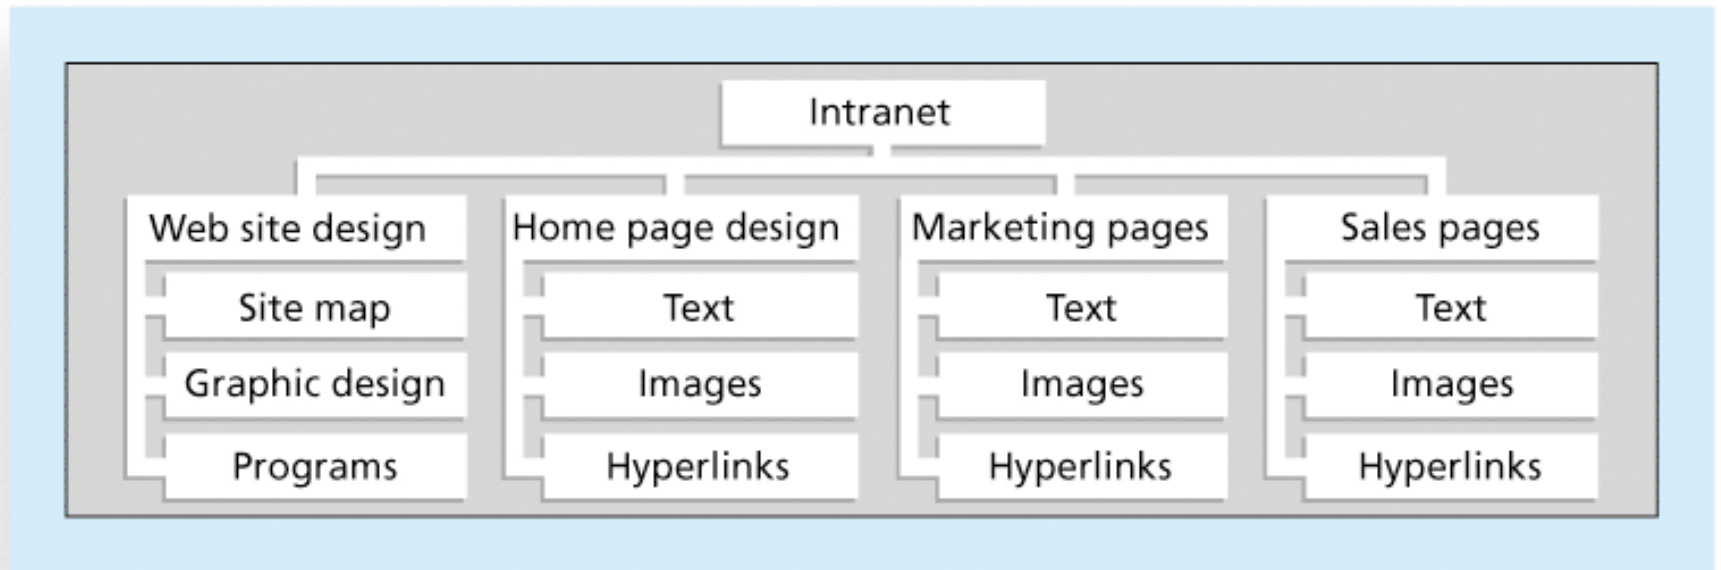 Intranet
Web site design
Home page design
Marketing pages
Sales pages
Site map
Text
Text
Text
Graphic design
Images
Images
Images
Programs
Hyperlinks
Hyperlinks
Hyperlinks